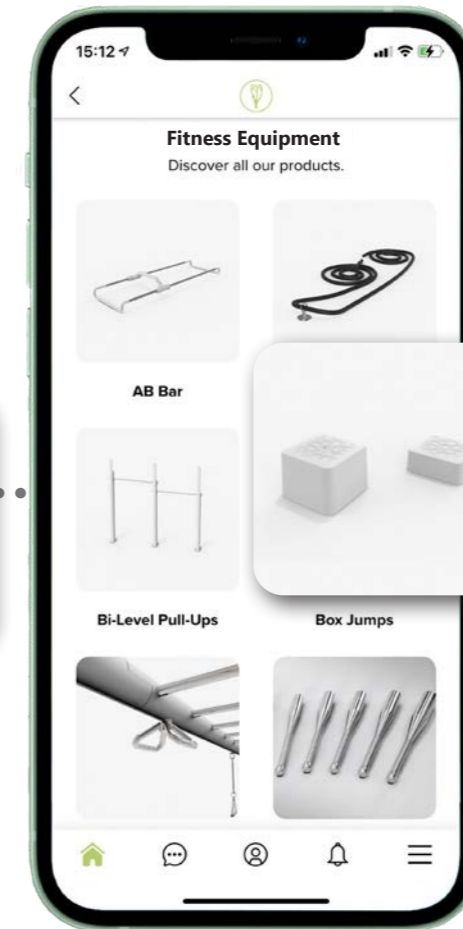 15:12
Fitness Equipment
Discover all our products.
AB Bar
Bi-Level Pull-Ups
Box Jumps